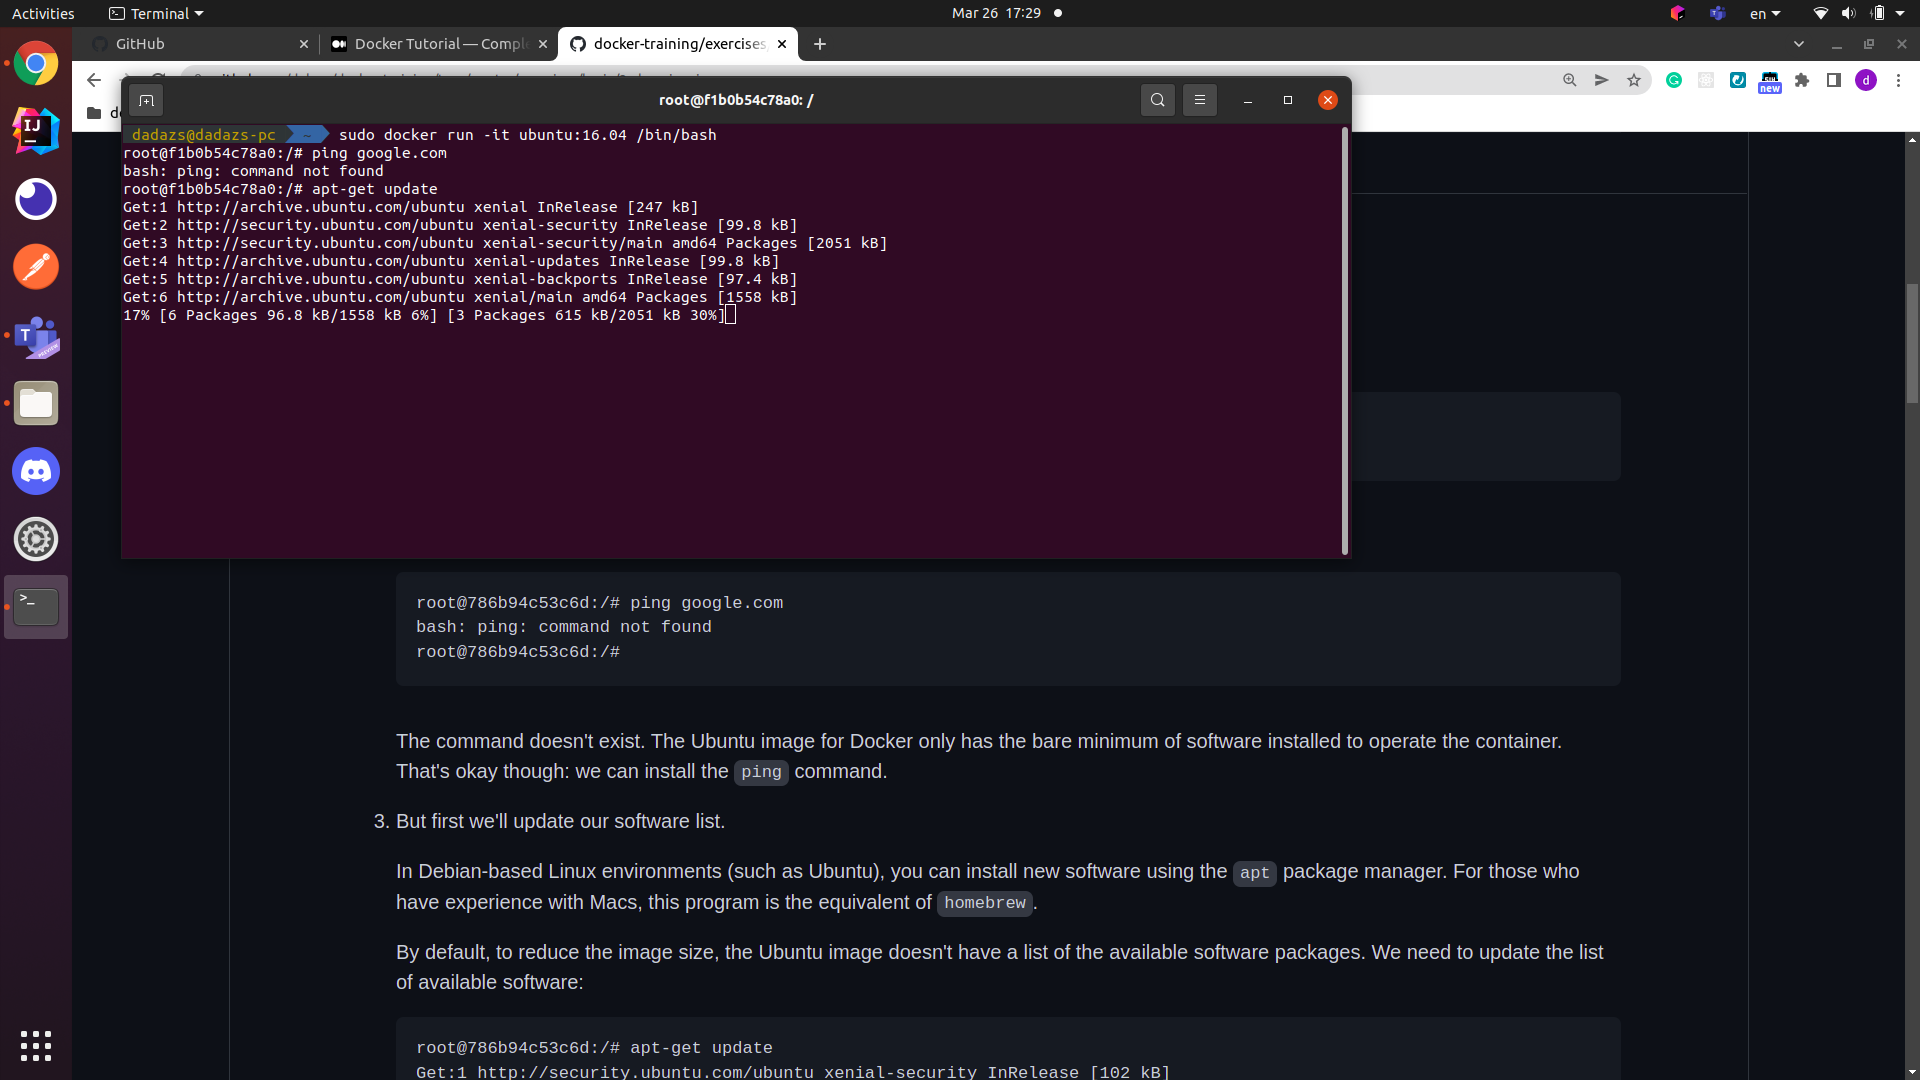 Activities
Terminal
Mar 26 17:29
en
GitHub
Docker Tutorial — Comple
docker-training/exercises
new
d
root@f1b0b54c78a0: /
dadazs@dadazs-pc ~ sudo docker run -it ubuntu:16.04 /bin/bash
root@f1b0b54c78a0:/# ping google.com
bash: ping: command not found
root@f1b0b54c78a0:/# apt-get update
Get:1 http://archive.ubuntu.com/ubuntu xenial InRelease [247 kB]
Get:2 http://security.ubuntu.com/ubuntu xenial-security InRelease [99.8 kB]
Get:3 http://security.ubuntu.com/ubuntu xenial-security/main amd64 Packages [2051 kB]
Get:4 http://archive.ubuntu.com/ubuntu xenial-updates InRelease [99.8 kB]
Get:5 http://archive.ubuntu.com/ubuntu xenial-backports InRelease [97.4 kB]
Get:6 http://archive.ubuntu.com/ubuntu xenial/main amd64 Packages [1558 kB]
17% [6 Packages 96.8 kB/1558 kB 6%] [3 Packages 615 kB/2051 kB 30%]
root@786b94c53c6d:/# ping google.com
bash: ping: command not found
root@786b94c53c6d:/#
The command doesn't exist. The Ubuntu image for Docker only has the bare minimum of software installed to operate the container.
That's okay though: we can install the ping command.
3. But first we'll update our software list.
In Debian-based Linux environments (such as Ubuntu), you can install new software using the apt package manager. For those who
have experience with Macs, this program is the equivalent of homebrew.
By default, to reduce the image size, the Ubuntu image doesn't have a list of the available software packages. We need to update the list
of available software:
root@786b94c53c6d:/# apt-get update
Get:1 http://security.ubuntu.com/ubuntu xenial-security InRelease [102 kB]